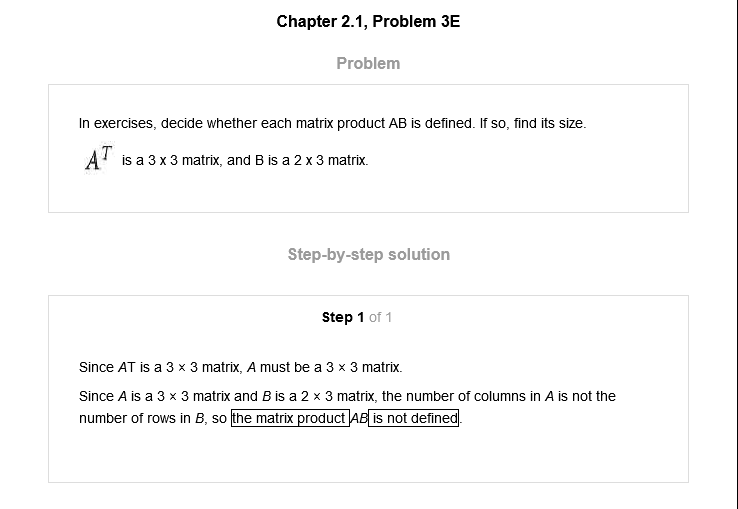 Chapter 2.1, Problem 3E
Problem
In exercises, decide whether each matrix product AB is defined. If so, find its size.
A^T is a 3 x 3 matrix, and B is a 2 x 3 matrix.
Step-by-step solution
Step 1 of 1
Since AT is a 3 × 3 matrix, A must be a 3 × 3 matrix.
Since A is a 3 × 3 matrix and B is a 2 × 3 matrix, the number of columns in A is not the
number of rows in B, so the matrix product AB is not defined.